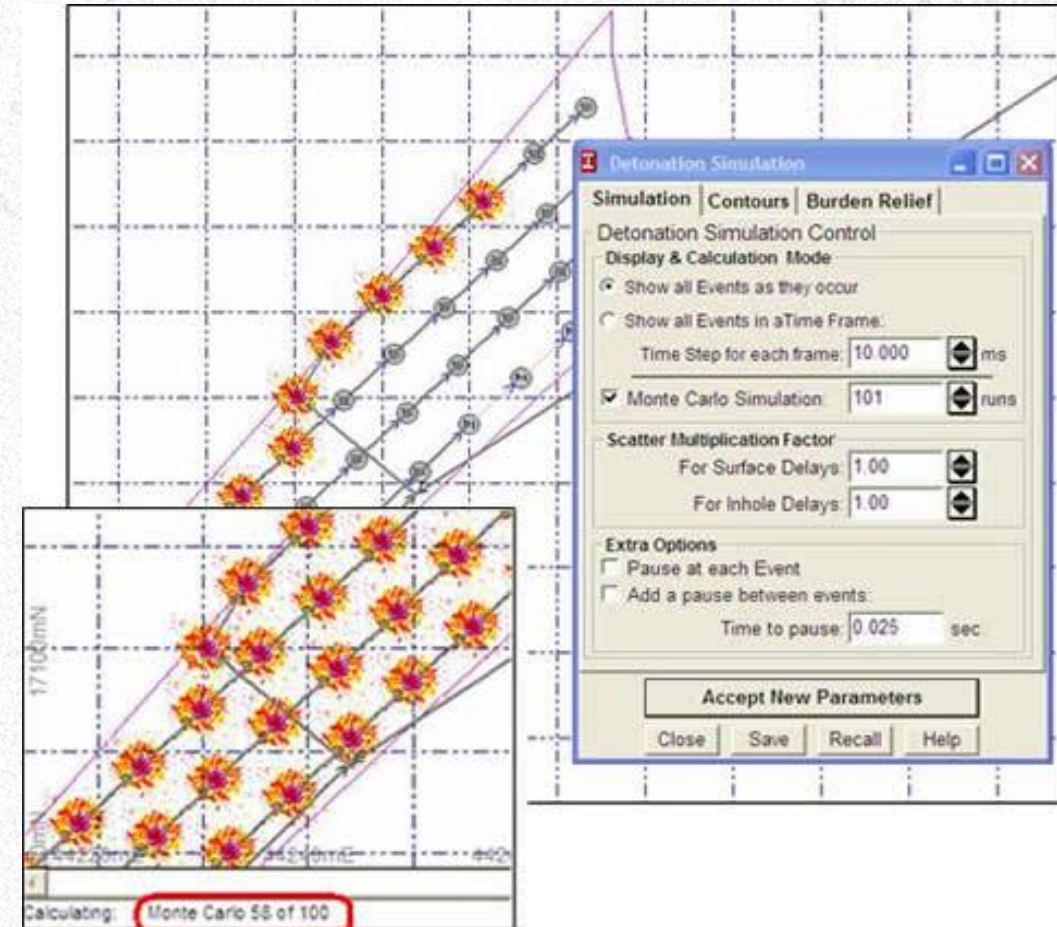 Detonation Simulation
Simulation Contours Burden Relief
Detonation Simulation Control
Display & Calculation Mode
Show all Events as they occur
Show all Events in aTime Frame:
Time Step for each frame: 10.000 ms
Monte Carlo Simulation: 101 runs
Scatter Multiplication Factor
For Surface Delays: 1.00
For Inhole Delays: 1.00
Extra Options
Pause at each Event
Add a pause between events:
Time to pause: 0.025 sec
Accept New Parameters
Close Save Recall Help
17100mN
Calculating: Monte Carlo 58 of 100